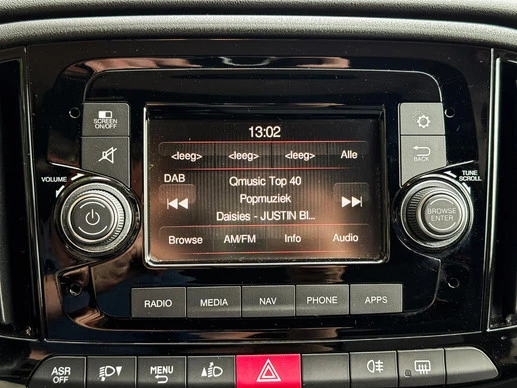 SCREEN
ON/OFF
13:02
<leeg> <leeg> <leeg> Alle
BACK
VOLUME
DAB
Qmusic Top 40
TUNE
SCROLL
Popmuziek
Daisies - JUSTIN BI...
BROWSE
ENTER
Browse AM/FM Info Audio
RADIO MEDIA NAV PHONE APPS
ASR
OFF
MENU